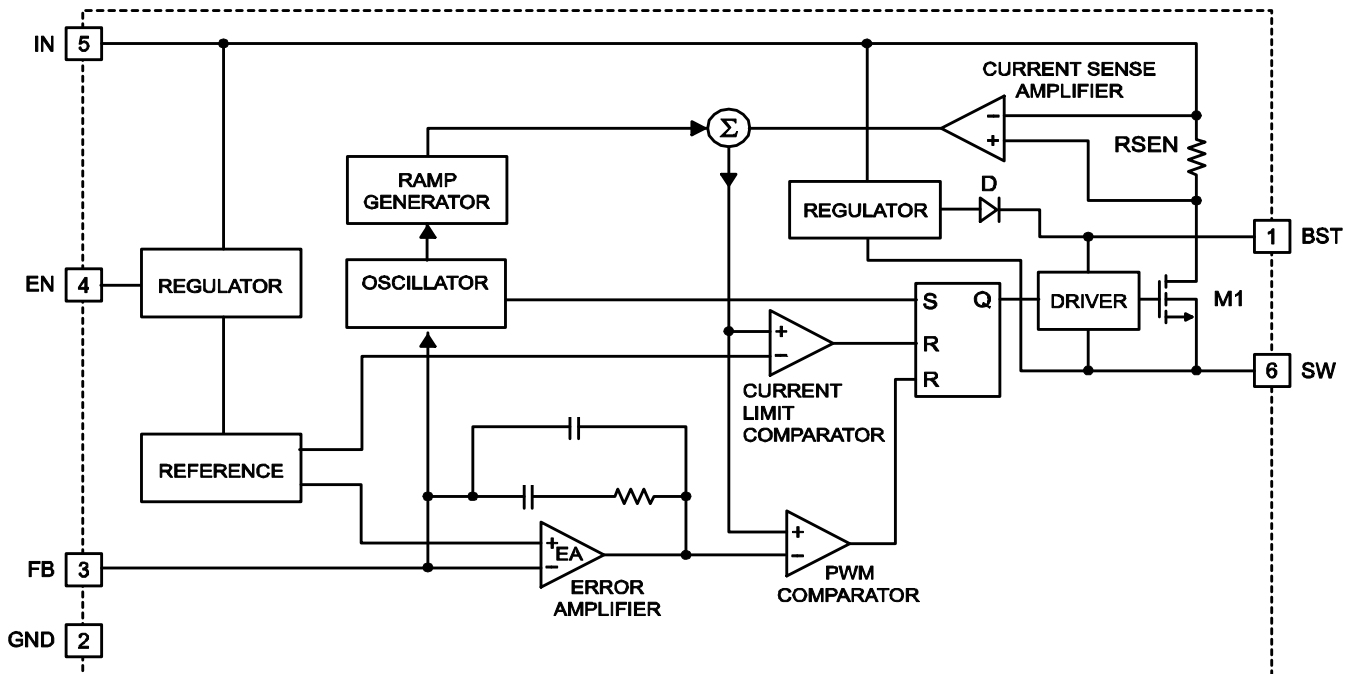 IN 5
CURRENT SENSE
AMPLIFIER
Σ
−
+
RSEN
RAMP
GENERATOR
D
REGULATOR
1 BST
EN 4
REGULATOR
OSCILLATOR
S Q
DRIVER
M1
+
−
R
R
6 SW
CURRENT
LIMIT
COMPARATOR
REFERENCE
+
EA
−
+
−
FB 3
ERROR
AMPLIFIER
PWM
COMPARATOR
GND 2